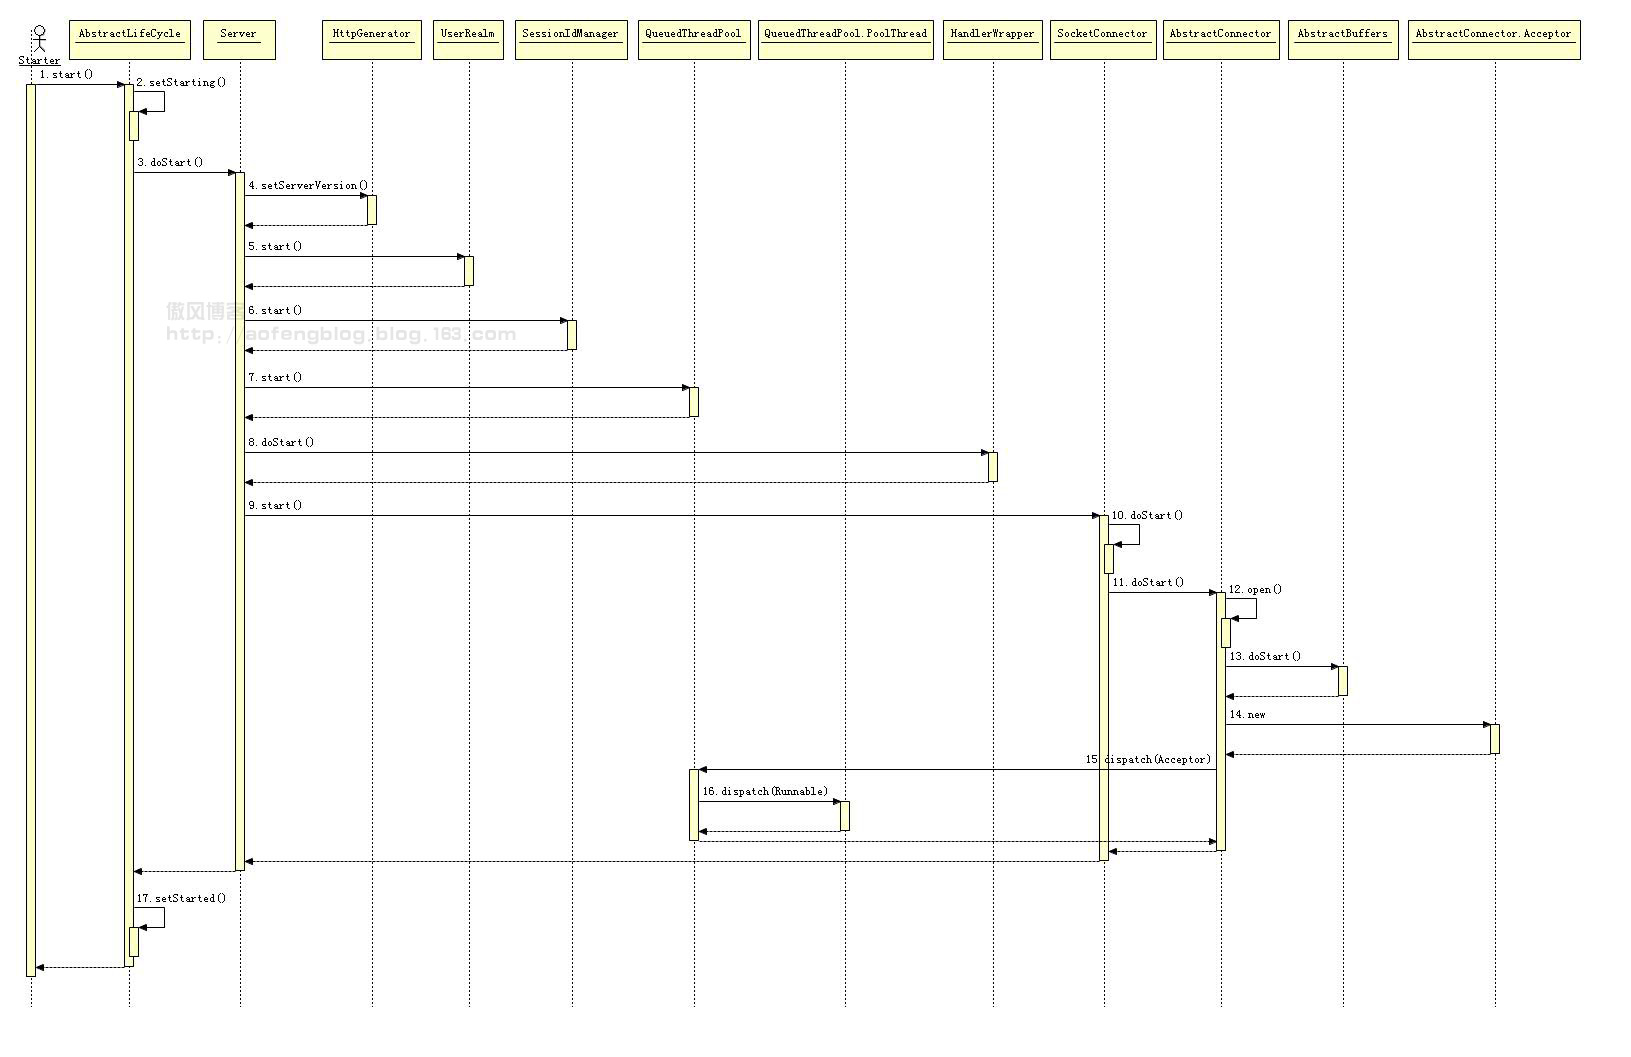 AbstractLifeCycle
Server
HttpGenerator
UserRealm
SessionIdManager
QueuedThreadPool
QueuedThreadPool.PoolThread
HandlerWrapper
SocketConnector
AbstractConnector
AbstractBuffers
AbstractConnector.Acceptor
Starter
1.start()
2.setStarting()
3.doStart()
4.setServerVersion()
5.start()
傲风博客
6.start()
http://aofengblog.blog.163.com
7.start()
8.doStart()
9.start()
10.doStart()
11.doStart()
12.open()
13.doStart()
14.new
15.dispatch(Acceptor)
16.dispatch(Runnable)
17.setStarted()